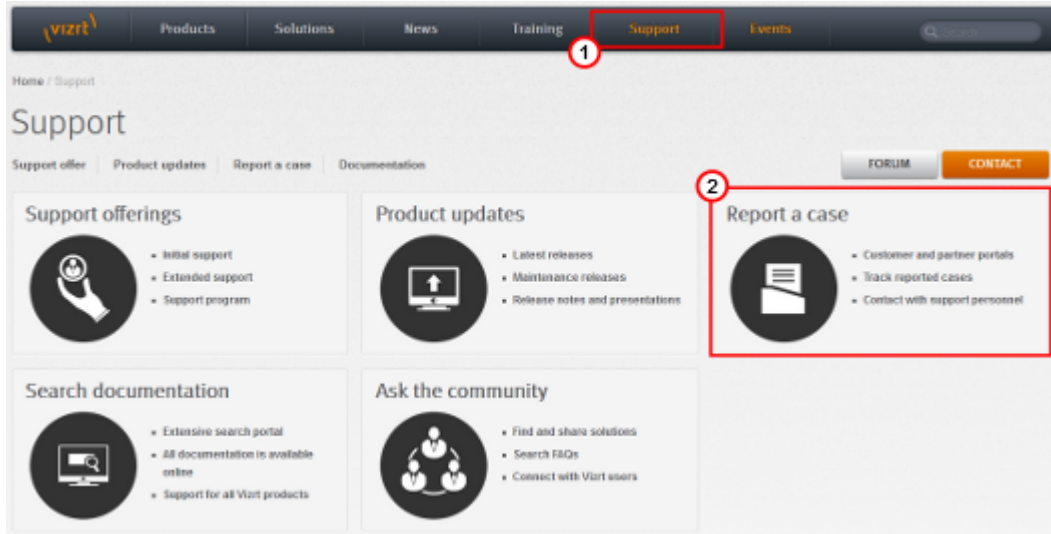 vizrt Products Solutions News Training Support Events Search
1
Home / Support
Support
Support offer Product updates Report a case Documentation
FORUM CONTACT
2
Support offerings
Initial support
Extended support
Support program
Product updates
Latest releases
Maintenance releases
Release notes and presentations
Report a case
Customer and partner portals
Track reported cases
Contact with support personnel
Search documentation
Extensive search portal
All documentation is available
online
Support for all Vizrt products
Ask the community
Find and share solutions
Search FAQs
Connect with Vizrt users